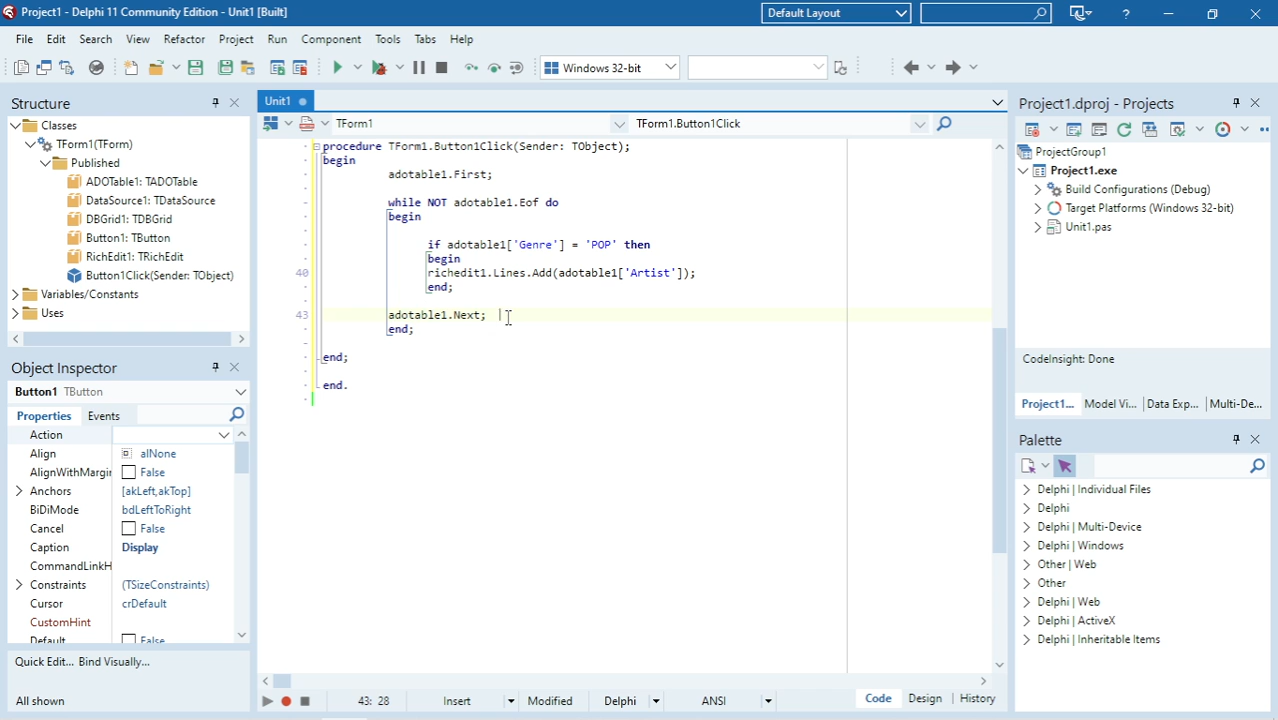 Project1 - Delphi 11 Community Edition - Unit1 [Built]
Default Layout
?
File Edit Search View Refactor Project Run Component Tools Tabs Help
Windows 32-bit
Structure
Classes
TForm1(TForm)
Published
ADOTable1: TADOTable
DataSource1: TDataSource
DBGrid1: TDBGrid
Button1: TButton
RichEdit1: TRichEdit
Button1Click(Sender: TObject)
Variables/Constants
Uses
Object Inspector
Button1 TButton
Properties Events
Action
Align alNone
AlignWithMargir False
Anchors [akLeft,akTop]
BiDiMode bdLeftToRight
Cancel False
Caption Display
CommandLinkH
Constraints (TSizeConstraints)
Cursor crDefault
CustomHint
Default False
Quick Edit... Bind Visually...
All shown
Unit1
TForm1 TForm1.Button1Click
procedure TForm1.Button1Click(Sender: TObject);
begin
adotable1.First;
while NOT adotable1.Eof do
begin
if adotable1['Genre'] = 'POP' then
begin
40 richedit1.Lines.Add(adotable1['Artist']);
end;
43 adotable1.Next;
end;
end;
end.
43: 28 Insert Modified Delphi ANSI Code Design History
Project1.dproj - Projects
ProjectGroup1
Project1.exe
Build Configurations (Debug)
Target Platforms (Windows 32-bit)
Unit1.pas
CodeInsight: Done
Project1... Model Vi... Data Exp... Multi-De...
Palette
Delphi | Individual Files
Delphi
Delphi | Multi-Device
Delphi | Windows
Other | Web
Other
Delphi | Web
Delphi | ActiveX
Delphi | Inheritable Items